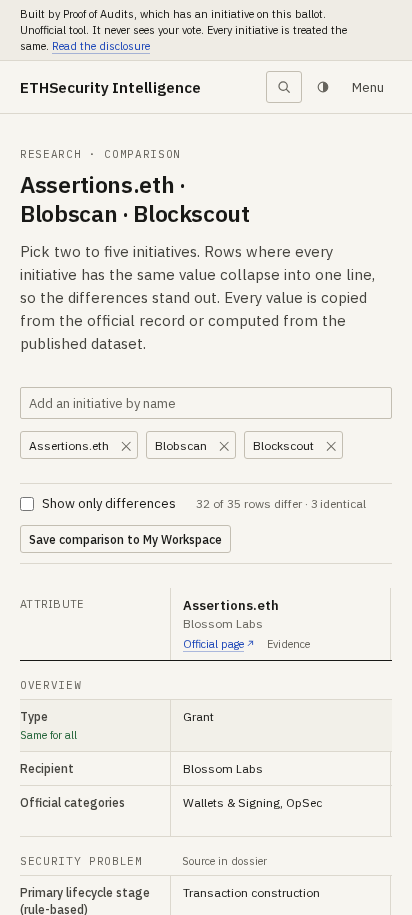 Built by Proof of Audits, which has an initiative on this ballot.
Unofficial tool. It never sees your vote. Every initiative is treated the
same. Read the disclosure
ETHSecurity Intelligence
Menu
RESEARCH · COMPARISON
Assertions.eth ·
Blobscan · Blockscout
Pick two to five initiatives. Rows where every
initiative has the same value collapse into one line,
so the differences stand out. Every value is copied
from the official record or computed from the
published dataset.
Add an initiative by name
Assertions.eth
Blobscan
Blockscout
Show only differences
32 of 35 rows differ · 3 identical
Save comparison to My Workspace
ATTRIBUTE
Assertions.eth
Blossom Labs
Official page ↗ Evidence
OVERVIEW
Type
Grant
Same for all
Recipient
Blossom Labs
Official categories
Wallets & Signing, OpSec
SECURITY PROBLEM
Source in dossier
Primary lifecycle stage
Transaction construction
(rule-based)